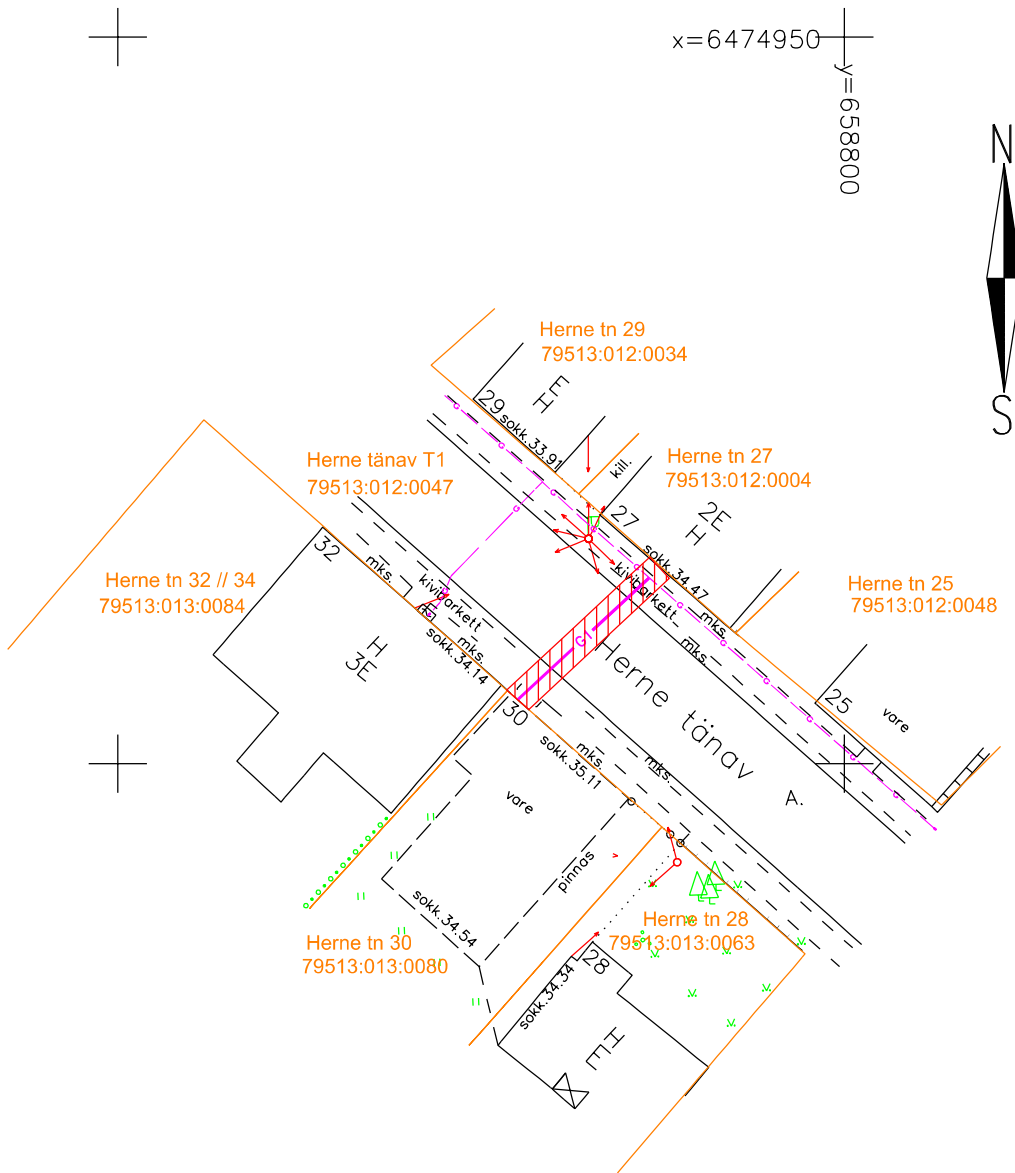 x=6474950
y=658800
N
S
Herne tn 29
79513:012:0034
E
H
29
sokk.33.91
kill.
Herne tn 27
79513:012:0004
27
2E
H
Herne tänav T1
79513:012:0047
G
G
G
G
G
G
G
G
G
G
G
G
sokk.34.47
kiviparkett
mks.
mks.
Herne tn 25
79513:012:0048
25
vare
32
mks.
kiviparkett
mks.
E
sokk.34.14
Herne tn 32 // 34
79513:013:0084
H
3E
G1
Herne tänav
A.
30
sokk.35.11
mks.
mks.
vare
pinnas
sokk.34.54
Herne tn 30
79513:013:0080
Herne tn 28
79513:013:0063
28
sokk.34.34
HE